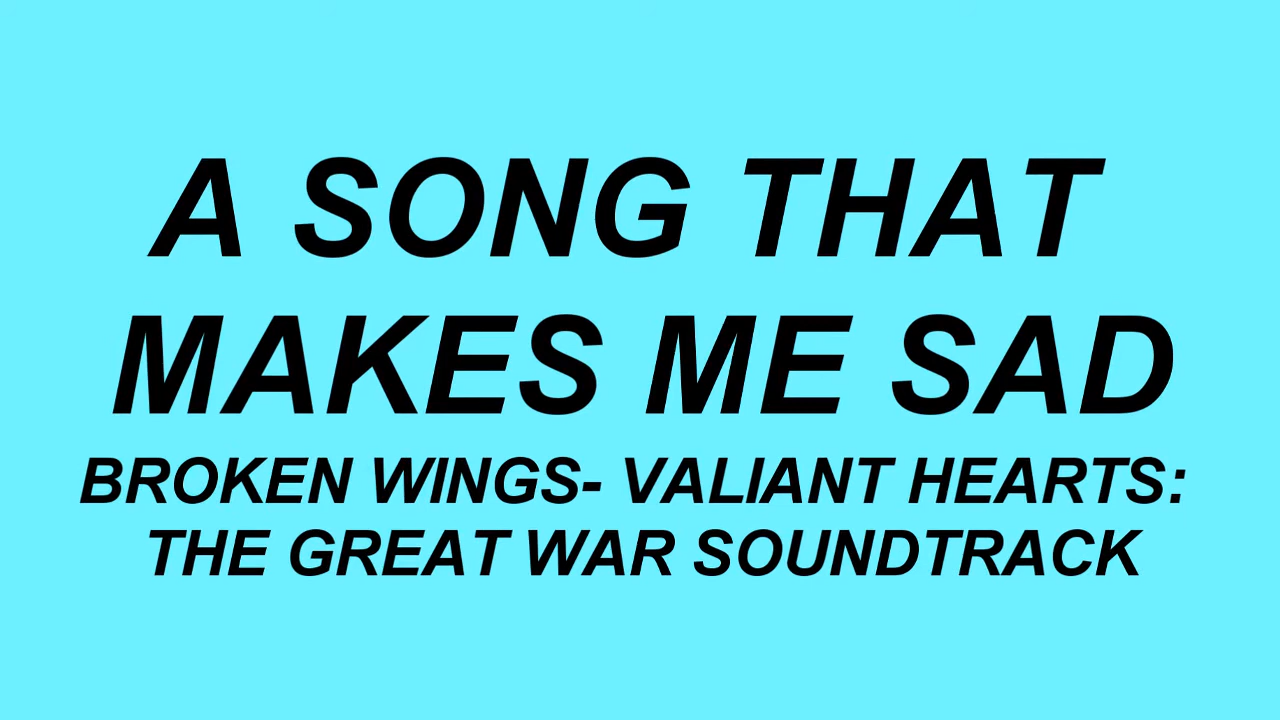 A SONG THAT
MAKES ME SAD
BROKEN WINGS- VALIANT HEARTS:
THE GREAT WAR SOUNDTRACK